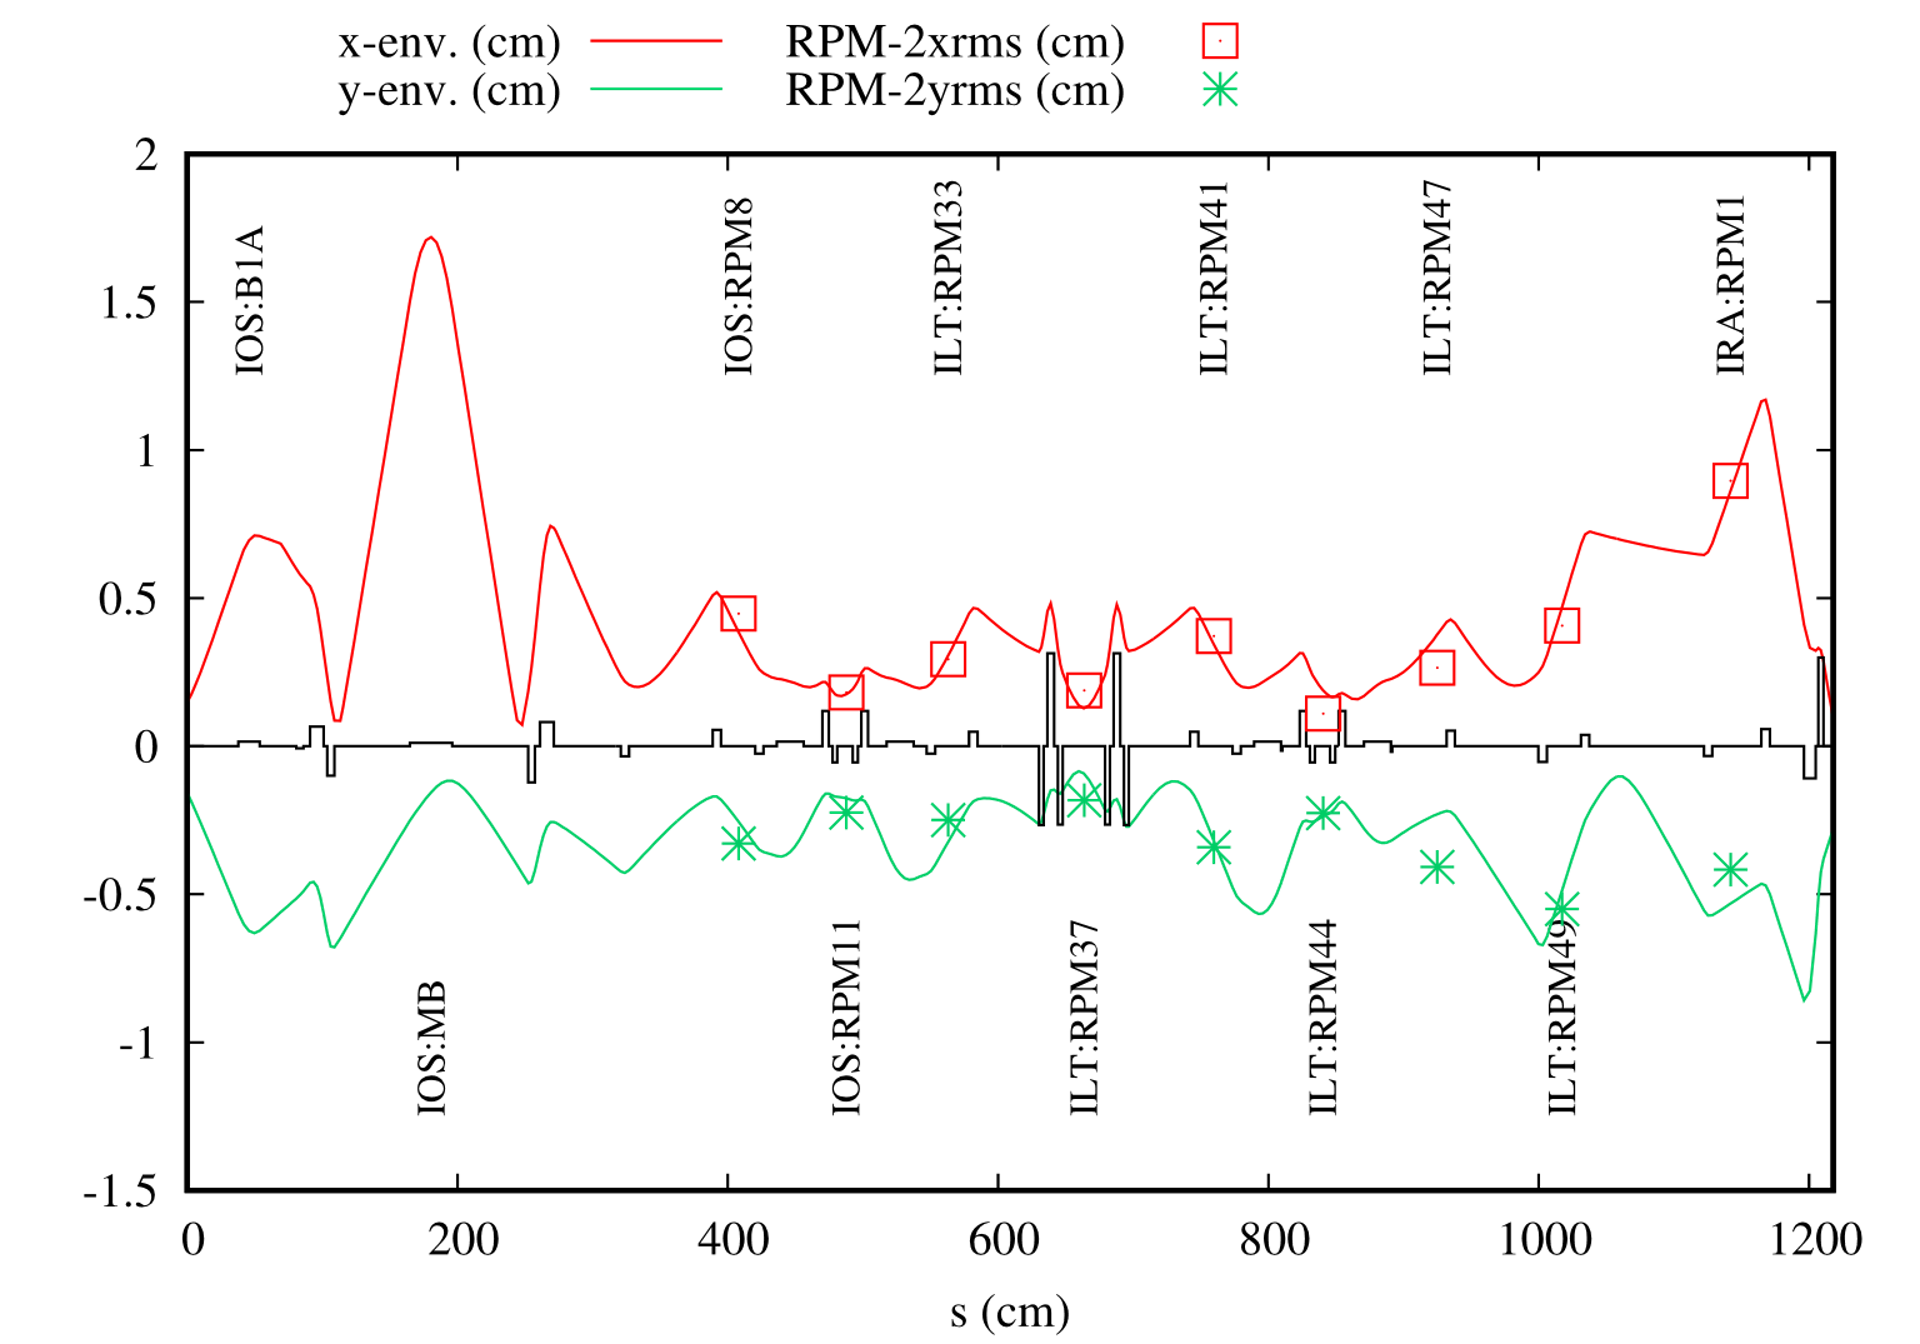 x-env. (cm) RPM-2xrms (cm)
y-env. (cm) RPM-2yrms (cm)
2
1.5
1
0.5
0
-0.5
-1
-1.5
IOS:B1A
IOS:RPM8
ILT:RPM33
ILT:RPM41
ILT:RPM47
IRA:RPM1
IOS:MB
IOS:RPM11
ILT:RPM37
ILT:RPM44
ILT:RPM49
0 200 400 600 800 1000 1200
s (cm)